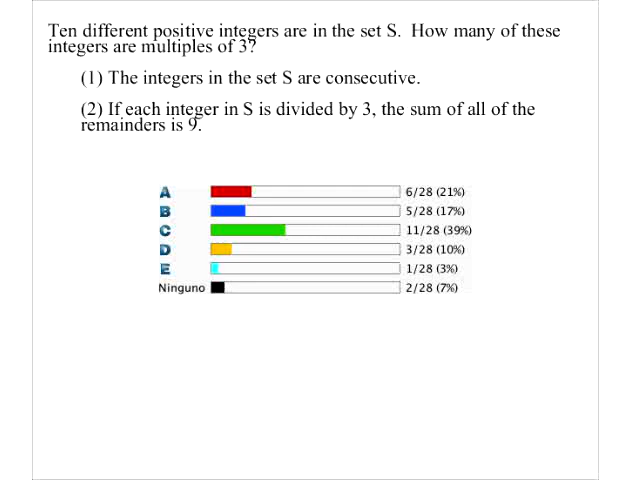 Ten different positive integers are in the set S. How many of these
integers are multiples of 3?
(1) The integers in the set S are consecutive.
(2) If each integer in S is divided by 3, the sum of all of the
remainders is 9.
A 6/28 (21%)
B 5/28 (17%)
C 11/28 (39%)
D 3/28 (10%)
E 1/28 (3%)
Ninguno 2/28 (7%)